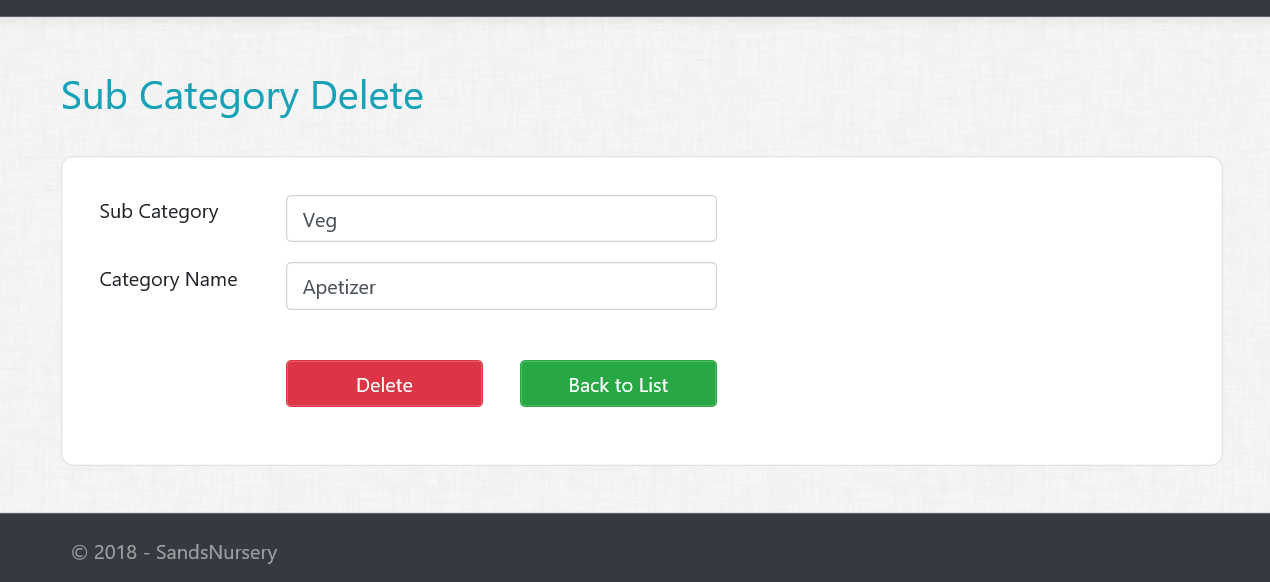 Sub Category Delete
Sub Category
Veg
Category Name
Apetizer
Delete
Back to List
© 2018 - SandsNursery